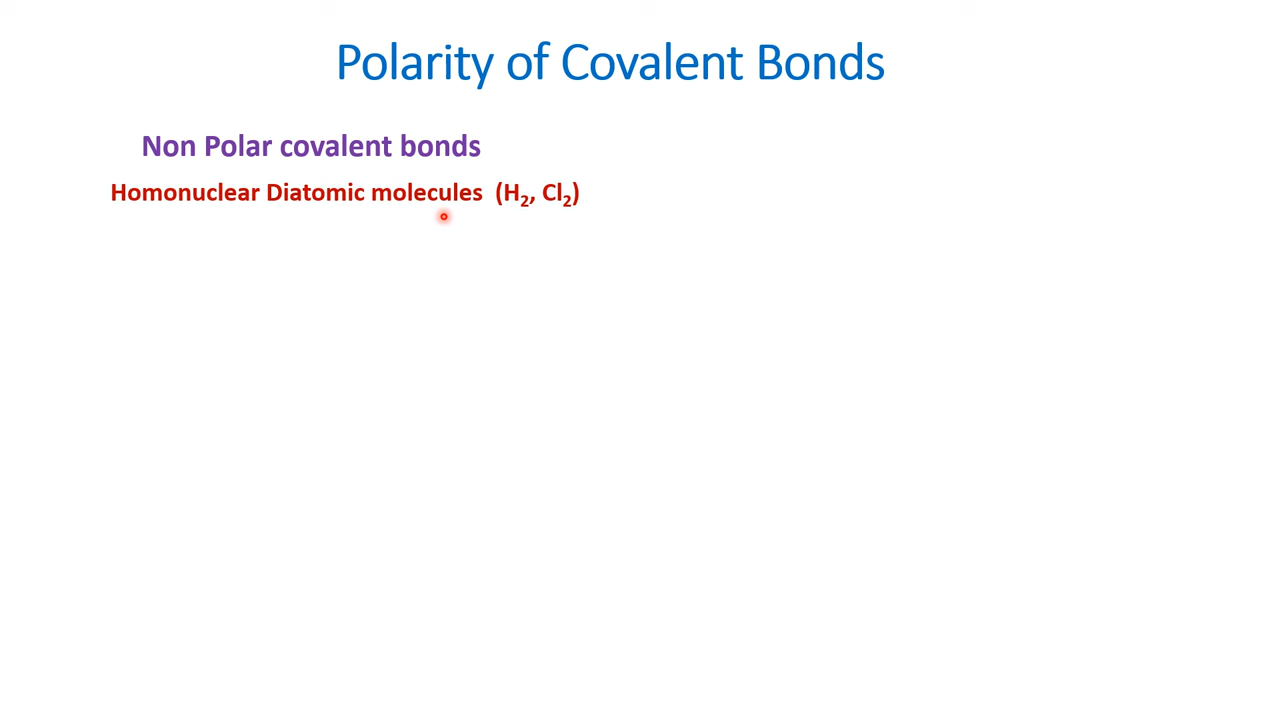 Polarity of Covalent Bonds
Non Polar covalent bonds
Homonuclear Diatomic molecules (H₂, Cl₂)